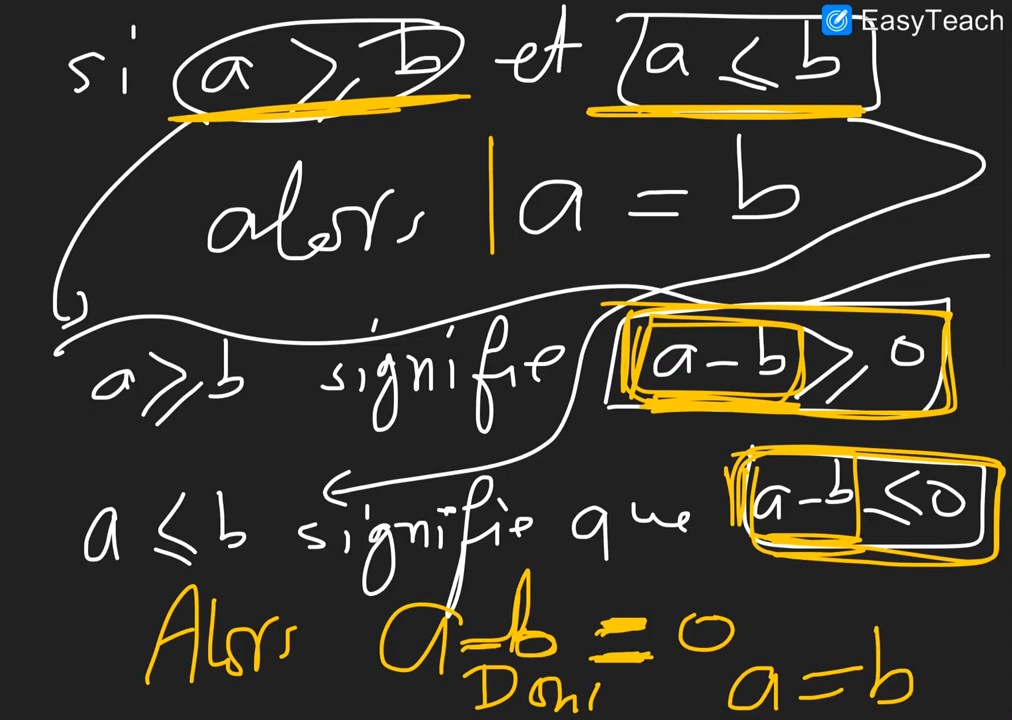 EasyTeach
si a ⩾ b et a ≤ b
alors | a = b
a ⩾ b signifie a - b ⩾ 0
a ≤ b signifie que a - b ≤ 0
Alors a - b = 0
Donc a = b